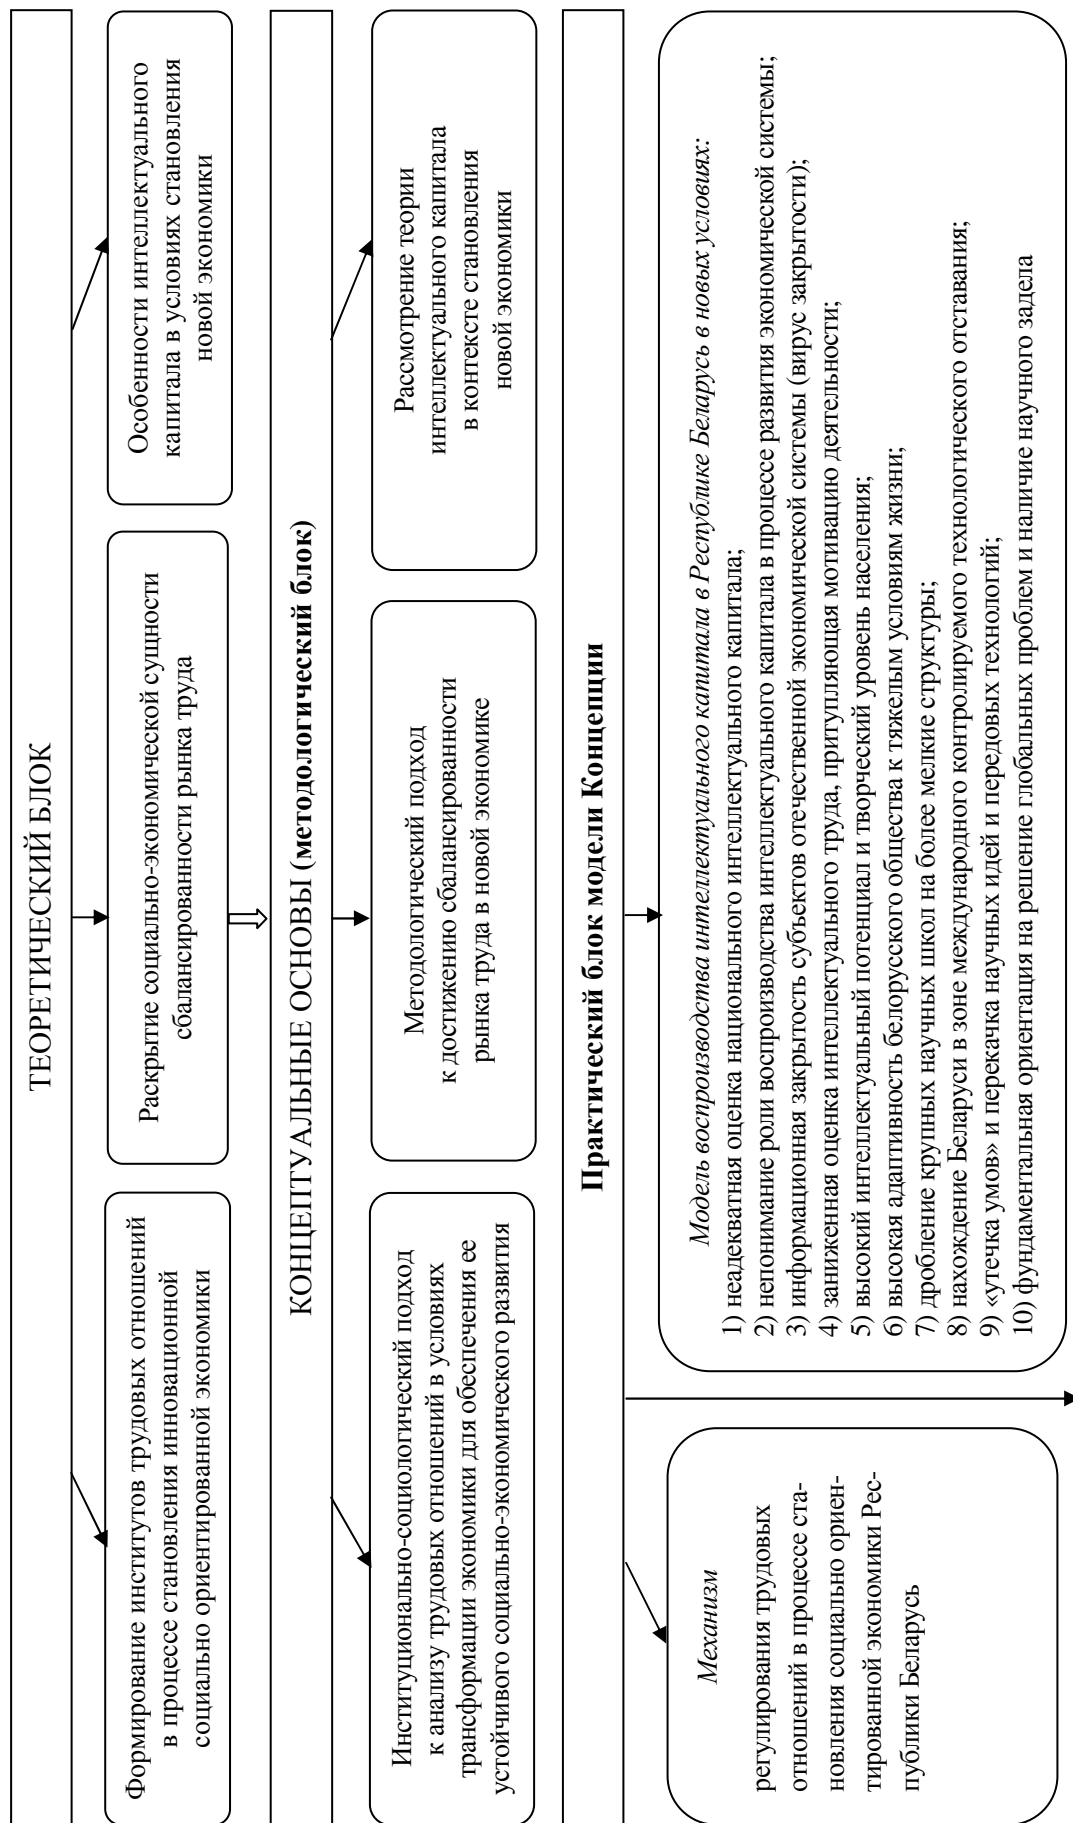 ТЕОРЕТИЧЕСКИЙ БЛОК
Формирование институтов трудовых отношений
в процессе становления инновационной
социально ориентированной экономики
Раскрытие социально-экономической сущности
сбалансированности рынка труда
Особенности интеллектуального
капитала в условиях становления
новой экономики
КОНЦЕПТУАЛЬНЫЕ ОСНОВЫ (методологический блок)
Институционально-социологический подход
к анализу трудовых отношений в условиях
трансформации экономики для обеспечения ее
устойчивого социально-экономического развития
Методологический подход
к достижению сбалансированности
рынка труда в новой экономике
Рассмотрение теории
интеллектуального капитала
в контексте становления
новой экономики
Практический блок модели Концепции
Механизм
регулирования трудовых
отношений в процессе ста-
новления социально ориен-
тированной экономики Рес-
публики Беларусь
Модель воспроизводства интеллектуального капитала в Республике Беларусь в новых условиях:
1) неадекватная оценка национального интеллектуального капитала;
2) непонимание роли воспроизводства интеллектуального капитала в процессе развития экономической системы;
3) информационная закрытость субъектов отечественной экономической системы (вирус закрытости);
4) заниженная оценка интеллектуального труда, притупляющая мотивацию деятельности;
5) высокий интеллектуальный потенциал и творческий уровень населения;
6) высокая адаптивность белорусского общества к тяжелым условиям жизни;
7) дробление крупных научных школ на более мелкие структуры;
8) нахождение Беларуси в зоне международного контролируемого технологического отставания;
9) «утечка умов» и перекачка научных идей и передовых технологий;
10) фундаментальная ориентация на решение глобальных проблем и наличие научного задела